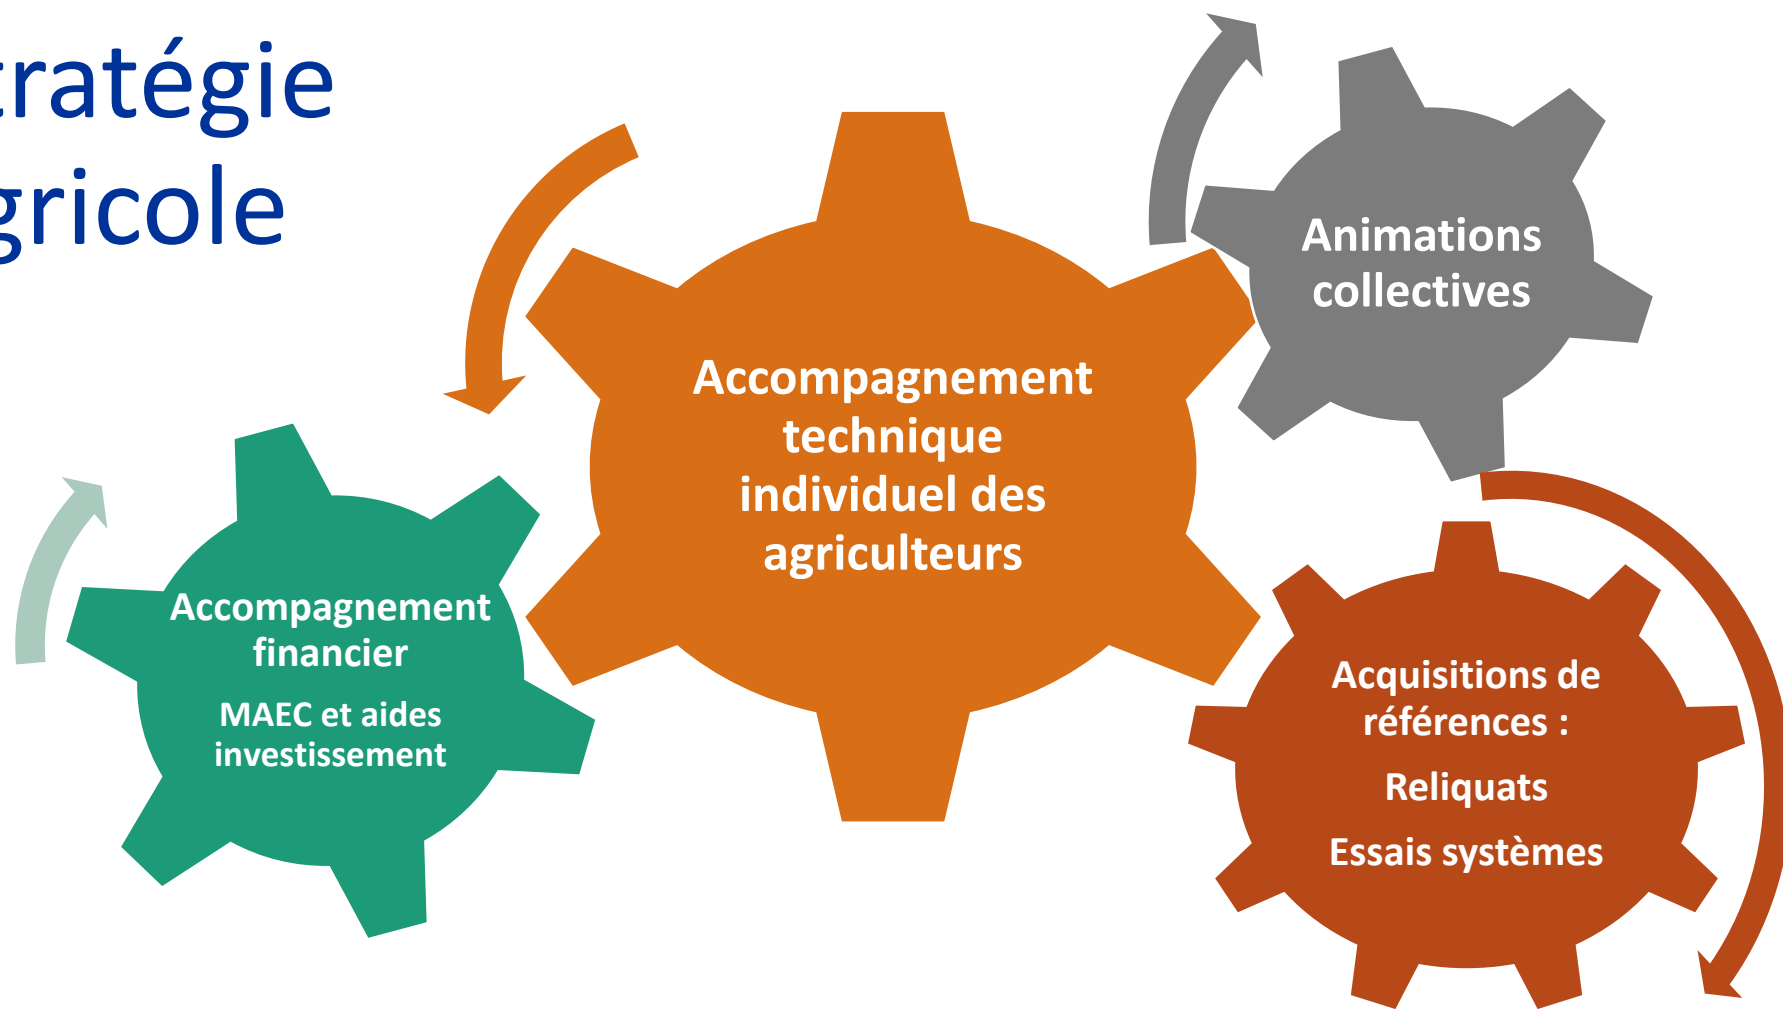 tratégie
gricole
Animations
collectives
Accompagnement
technique
individuel des
agriculteurs
Accompagnement
financier
MAEC et aides
investissement
Acquisitions de
références :
Reliquats
Essais systèmes